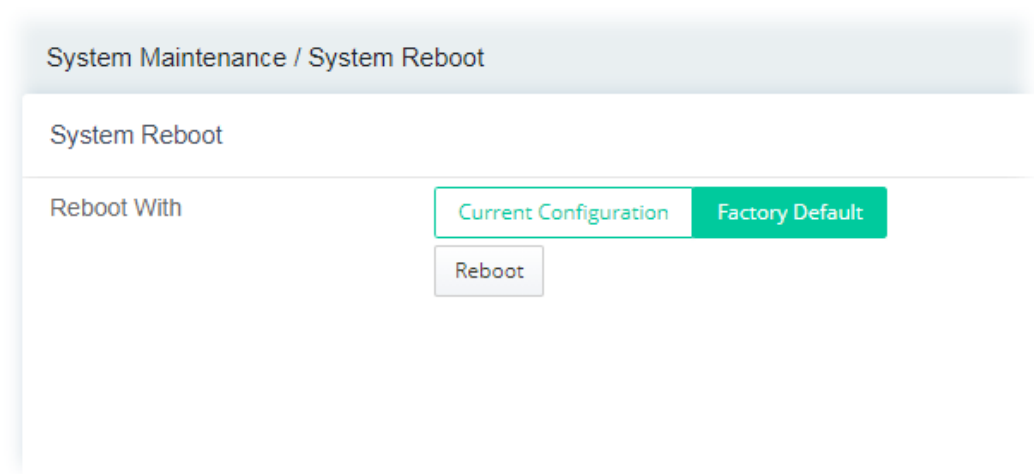 System Maintenance / System Reboot
System Reboot
Reboot With
Current Configuration Factory Default
Reboot